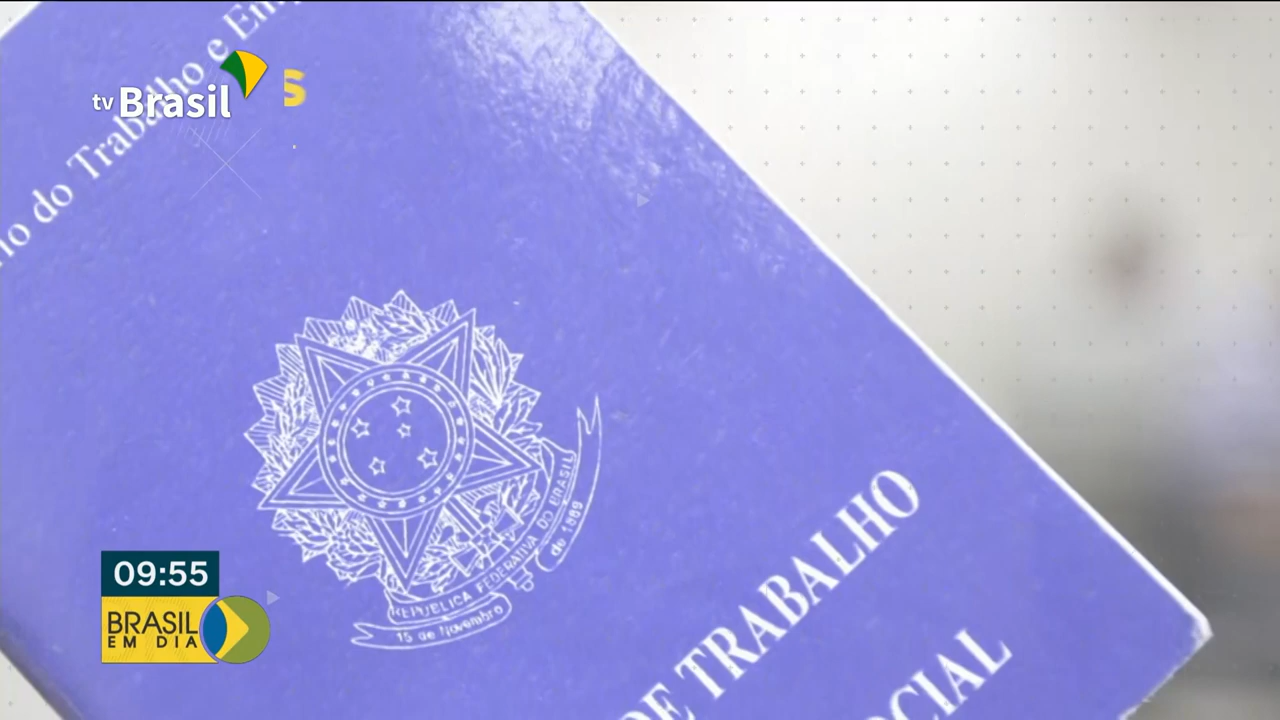 tv Brasil
S
do Trabalho e
REPUBLICA FEDERATIVA DO BRASIL
15 de Novembro
de 1889
DE TRABALHO
09:55
BRASIL
EM DIA